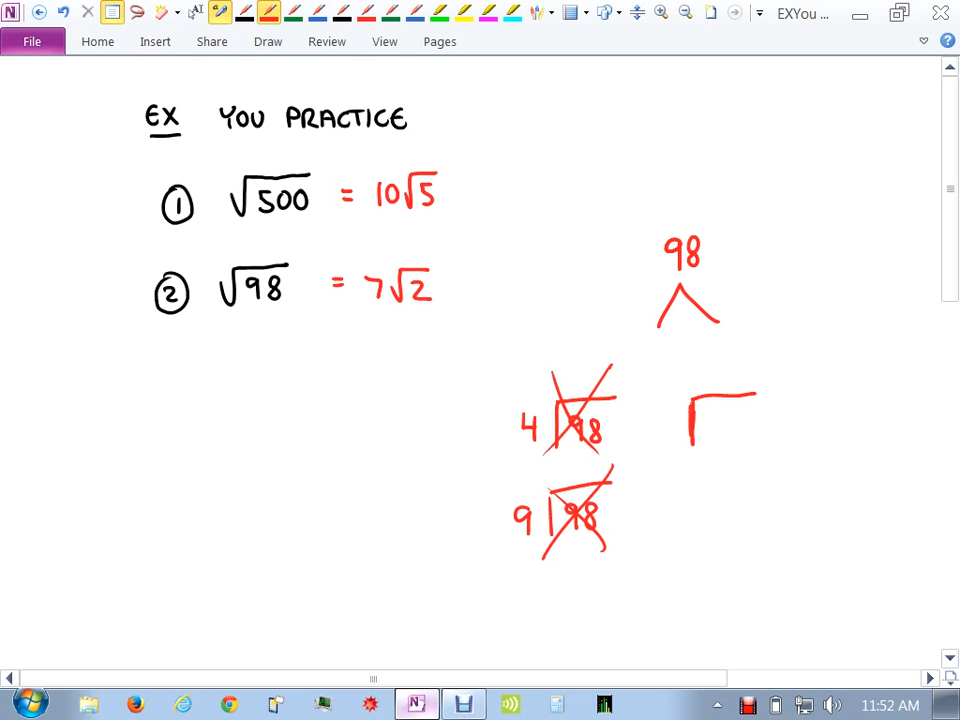 EXYou ...
File Home Insert Share Draw Review View Pages
EX YOU PRACTICE
1 √500 = 10√5
2 √98 = 7√2
98
4 98
9 98
11:52 AM